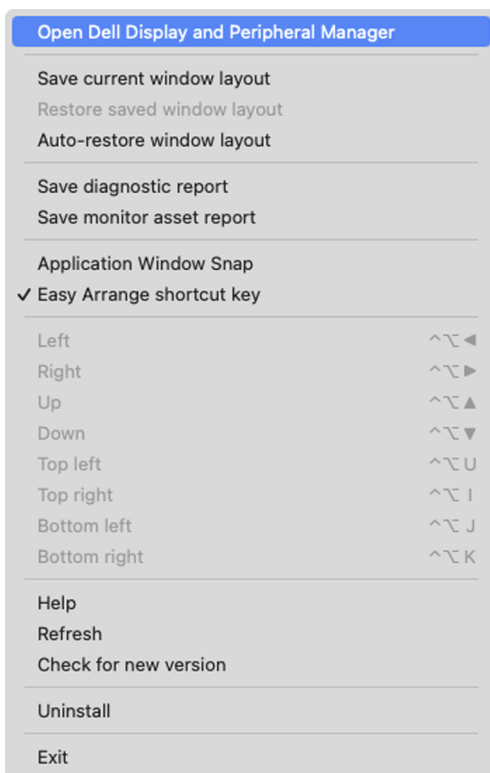 Open Dell Display and Peripheral Manager
Save current window layout
Restore saved window layout
Auto-restore window layout
Save diagnostic report
Save monitor asset report
Application Window Snap
✓ Easy Arrange shortcut key
Left ^⌥◀
Right ^⌥▶
Up ^⌥▲
Down ^⌥▼
Top left ^⌥ U
Top right ^⌥ I
Bottom left ^⌥ J
Bottom right ^⌥ K
Help
Refresh
Check for new version
Uninstall
Exit